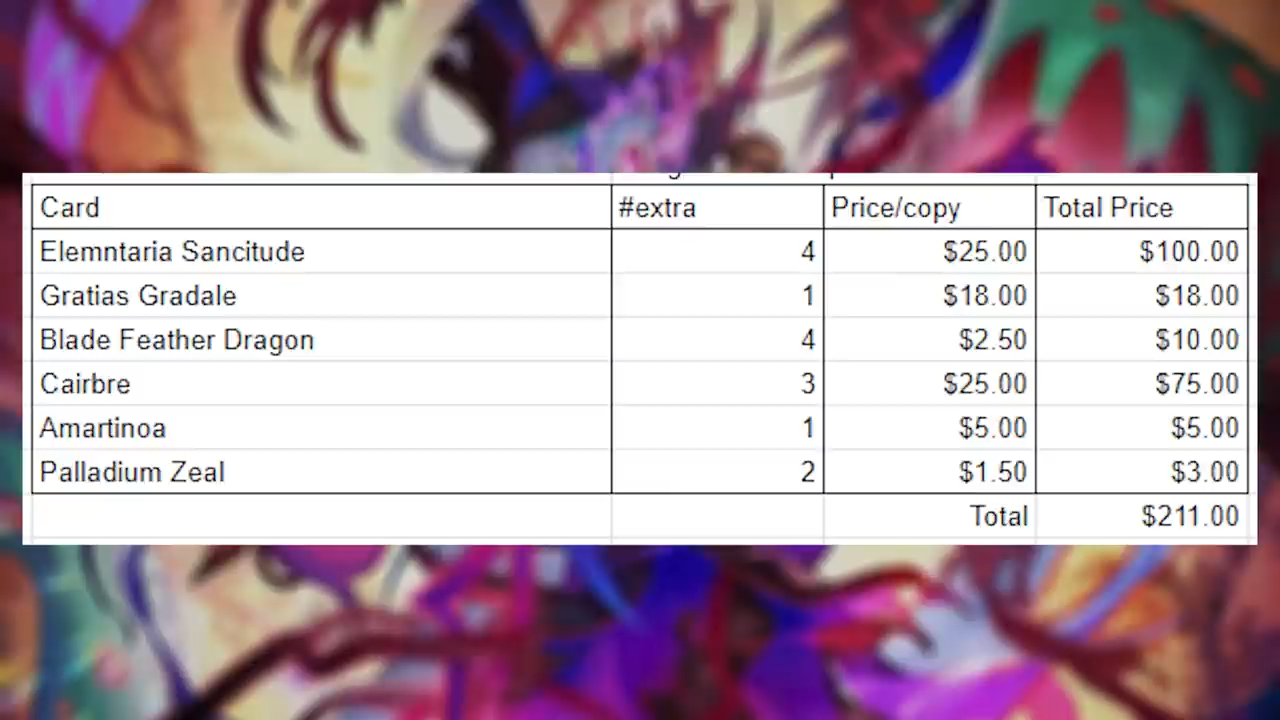 Card #extra Price/copy Total Price
Elemntaria Sancitude 4 $25.00 $100.00
Gratias Gradale 1 $18.00 $18.00
Blade Feather Dragon 4 $2.50 $10.00
Cairbre 3 $25.00 $75.00
Amartinoa 1 $5.00 $5.00
Palladium Zeal 2 $1.50 $3.00
Total $211.00